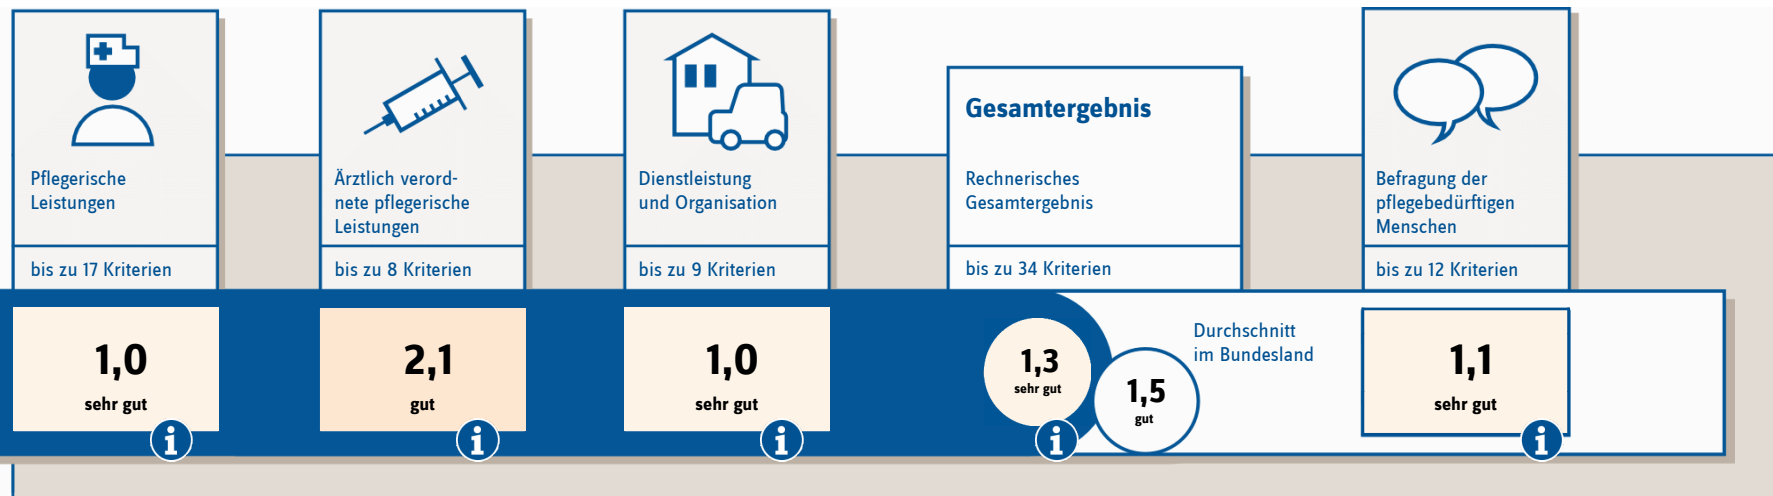 Pflegerische
Leistungen
bis zu 17 Kriterien
1,0
sehr gut
i
Ärztlich verord-
nete pflegerische
Leistungen
bis zu 8 Kriterien
2,1
gut
i
Dienstleistung
und Organisation
bis zu 9 Kriterien
1,0
sehr gut
i
Gesamtergebnis
Rechnerisches
Gesamtergebnis
bis zu 34 Kriterien
1,3
sehr gut
i
1,5
gut
Durchschnitt
im Bundesland
Befragung der
pflegebedürftigen
Menschen
bis zu 12 Kriterien
1,1
sehr gut
i